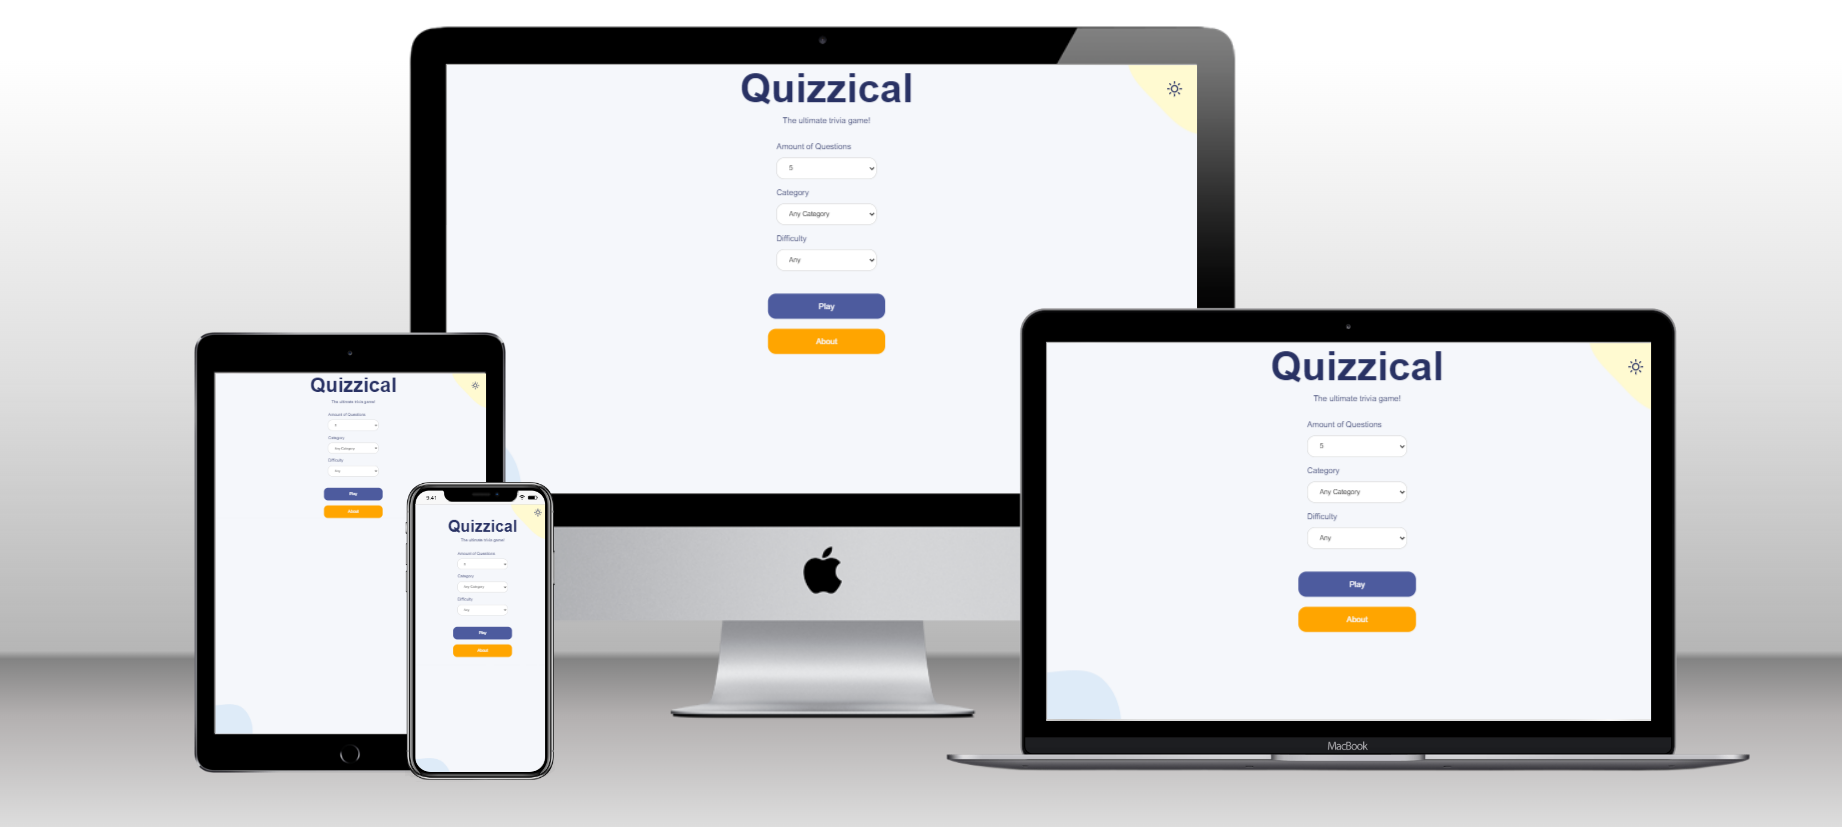 Quizzical
The ultimate trivia game!
Amount of Questions
5
Category
Any Category
Difficulty
Any
Play
About
Quizzical
The ultimate trivia game!
Amount of Questions
5
Category
Any Category
Difficulty
Any
Play
About
9:41
Quizzical
The ultimate trivia game!
Amount of Questions
5
Category
Any Category
Difficulty
Any
Play
About
Quizzical
The ultimate trivia game!
Amount of Questions
5
Category
Any Category
Difficulty
Any
Play
About
MacBook